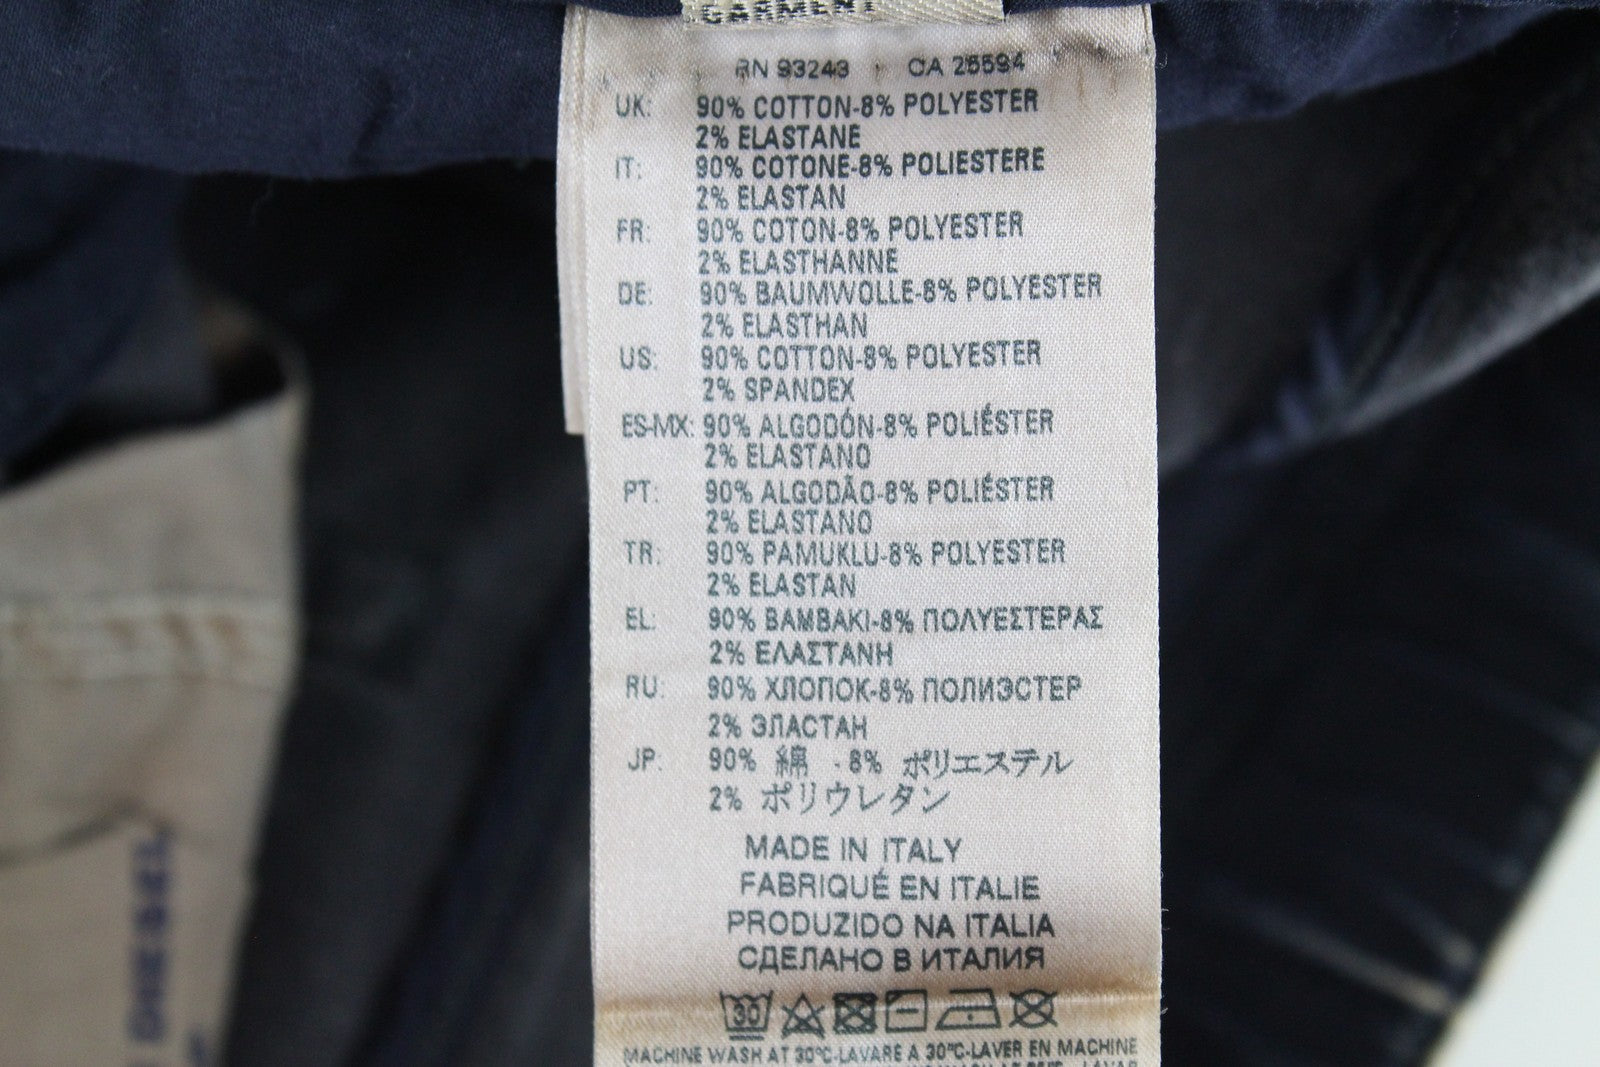 GARMENT
RN 93243 CA 25594
UK: 90% COTTON-8% POLYESTER
2% ELASTANE
IT: 90% COTONE-8% POLIESTERE
2% ELASTAN
FR: 90% COTON-8% POLYESTER
2% ELASTHANNE
DE: 90% BAUMWOLLE-8% POLYESTER
2% ELASTHAN
US: 90% COTTON-8% POLYESTER
2% SPANDEX
ES-MX: 90% ALGODÓN-8% POLIÉSTER
2% ELASTANO
PT: 90% ALGODÃO-8% POLIÉSTER
2% ELASTANO
TR: 90% PAMUKLU-8% POLYESTER
2% ELASTAN
EL: 90% ΒΑΜΒΑΚΙ-8% ΠΟΛΥΕΣΤΕΡΑΣ
2% ΕΛΑΣΤΑΝΗ
RU: 90% ХЛОПОК-8% ПОЛИЭСТЕР
2% ЭЛАСТАН
JP: 90% 綿 -8% ポリエステル
2% ポリウレタン
MADE IN ITALY
FABRIQUÉ EN ITALIE
PRODUZIDO NA ITALIA
СДЕЛАНО В ИТАЛИЯ
30
MACHINE WASH AT 30°C-LAVARE A 30°C-LAVER EN MACHINE
DIESEL